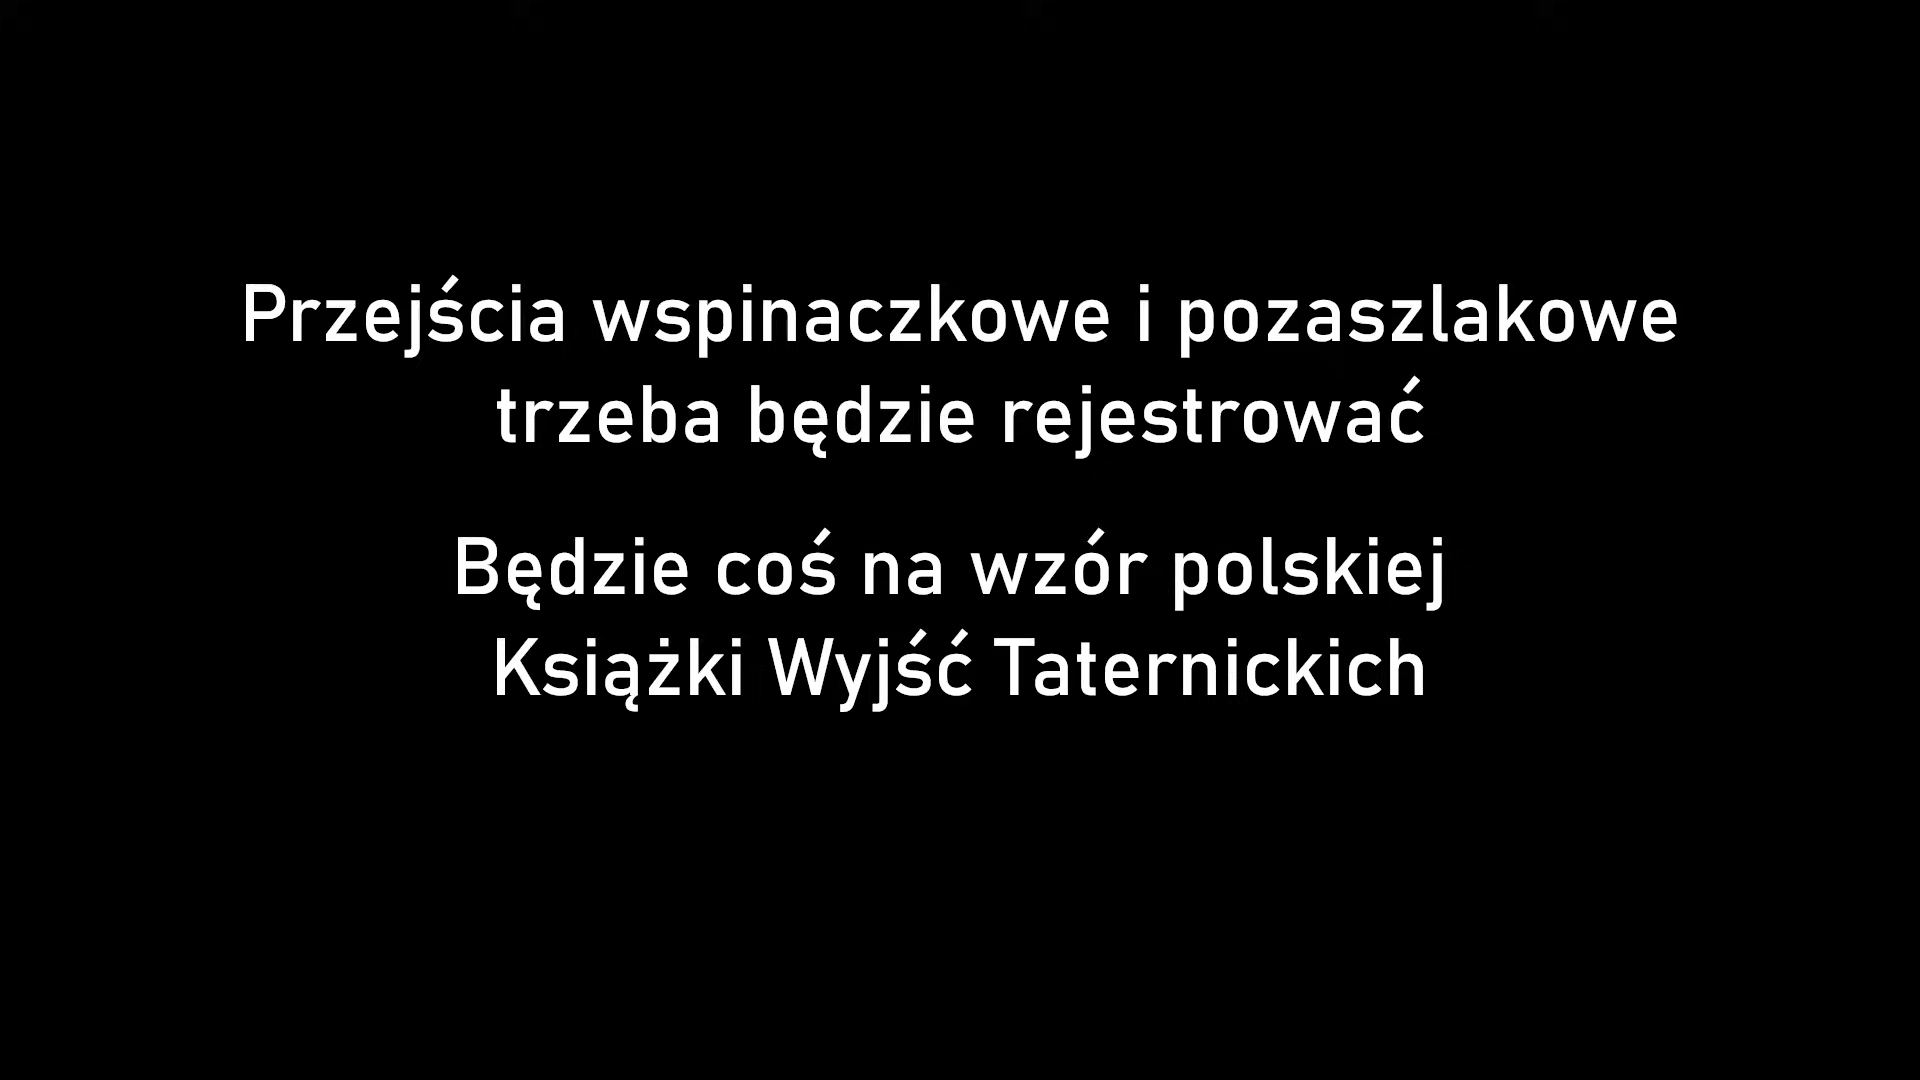 Przejścia wspinaczkowe i pozaszlakowe
trzeba będzie rejestrować
Będzie coś na wzór polskiej
Książki Wyjść Taternickich